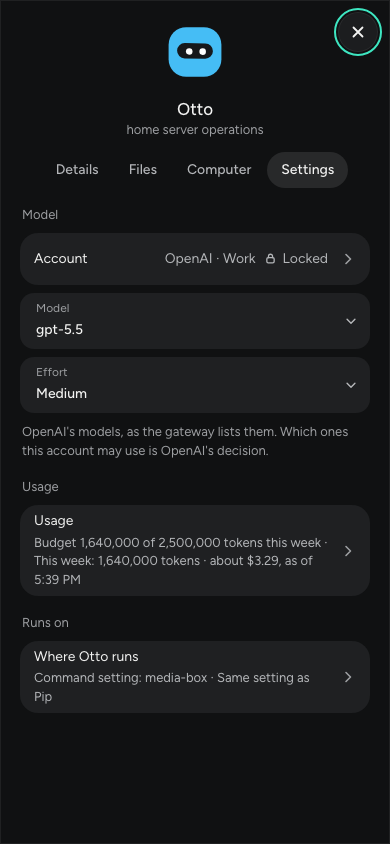 Otto
home server operations
Details Files Computer Settings
Model
Account OpenAI · Work Locked
Model
gpt-5.5
Effort
Medium
OpenAI's models, as the gateway lists them. Which ones
this account may use is OpenAI's decision.
Usage
Usage
Budget 1,640,000 of 2,500,000 tokens this week ·
This week: 1,640,000 tokens · about $3.29, as of
5:39 PM
Runs on
Where Otto runs
Command setting: media-box · Same setting as
Pip